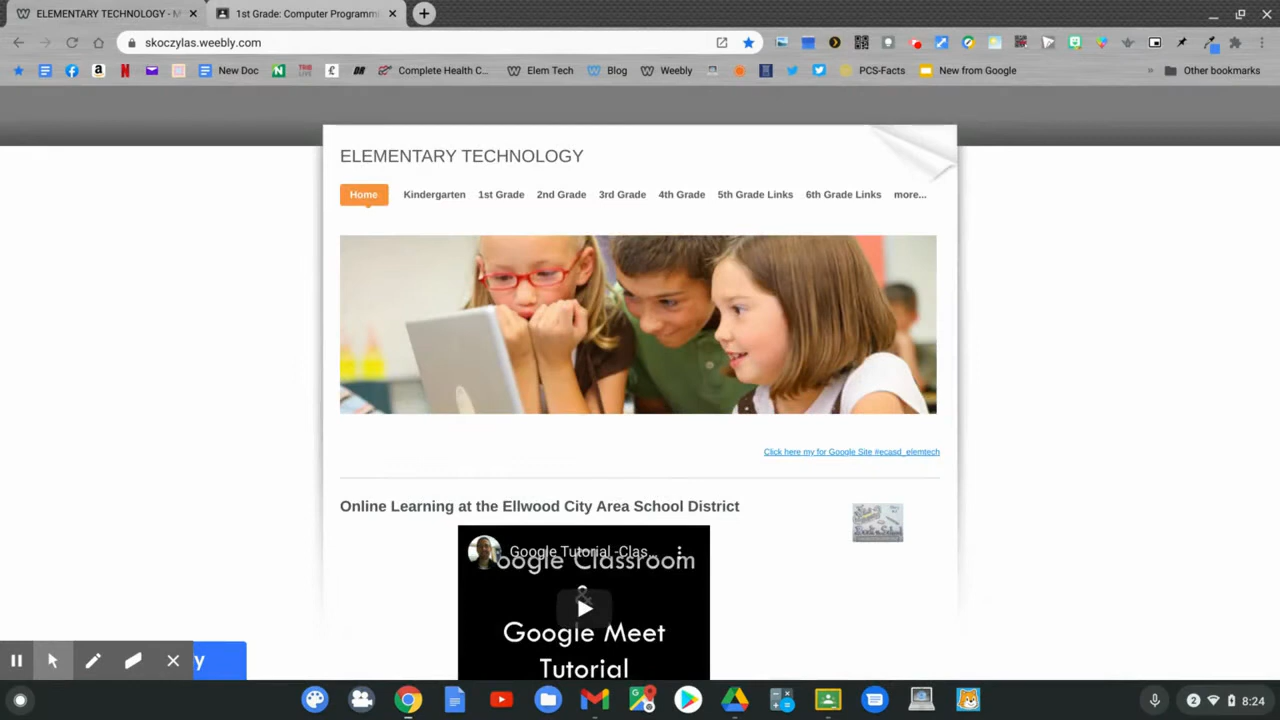 ELEMENTARY TECHNOLOGY - M
1st Grade: Computer Programmi
skoczylas.weebly.com
New Doc
Complete Health C...
Elem Tech
Blog
Weebly
PCS-Facts
New from Google
Other bookmarks
ELEMENTARY TECHNOLOGY
Home Kindergarten 1st Grade 2nd Grade 3rd Grade 4th Grade 5th Grade Links 6th Grade Links more...
Click here my for Google Site #ecasd_elemtech
Online Learning at the Ellwood City Area School District
Google Tutorial -Clas...
oogle Classroom
&
Google Meet
Tutorial
y
2 8:24